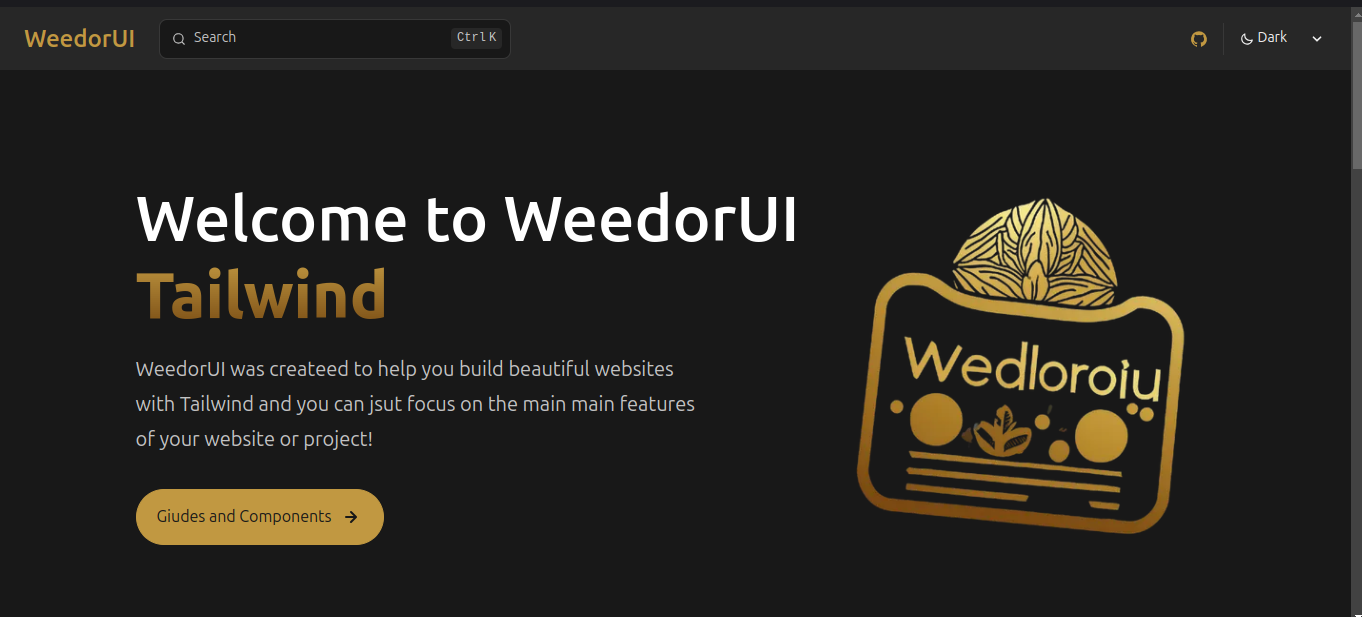 WeedorUI
Search
Ctrl K
Dark
Welcome to WeedorUI
Tailwind
WeedorUI was createed to help you build beautiful websites
with Tailwind and you can jsut focus on the main main features
of your website or project!
Giudes and Components
Wedloroiu